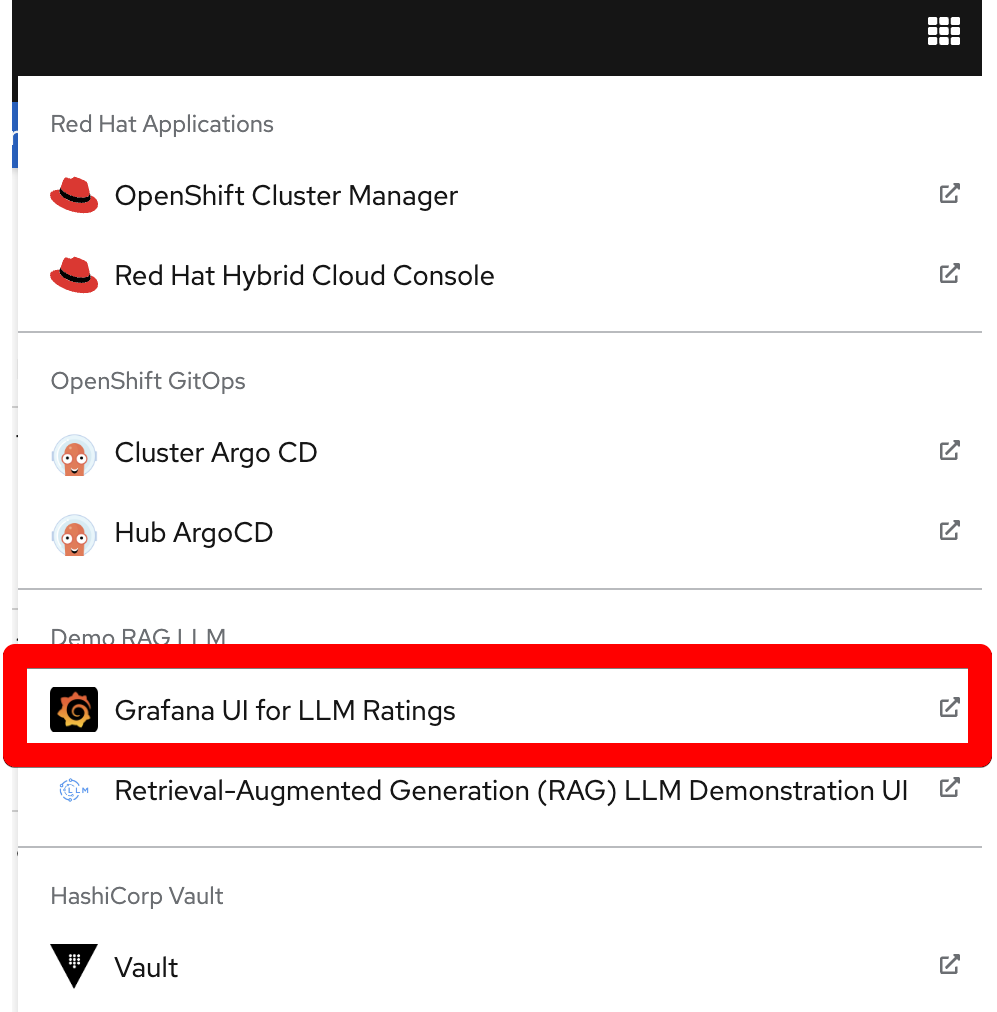 Red Hat Applications
OpenShift Cluster Manager
Red Hat Hybrid Cloud Console
OpenShift GitOps
Cluster Argo CD
Hub ArgoCD
Demo RAG LLM
Grafana UI for LLM Ratings
LLM
Retrieval-Augmented Generation (RAG) LLM Demonstration UI
HashiCorp Vault
Vault